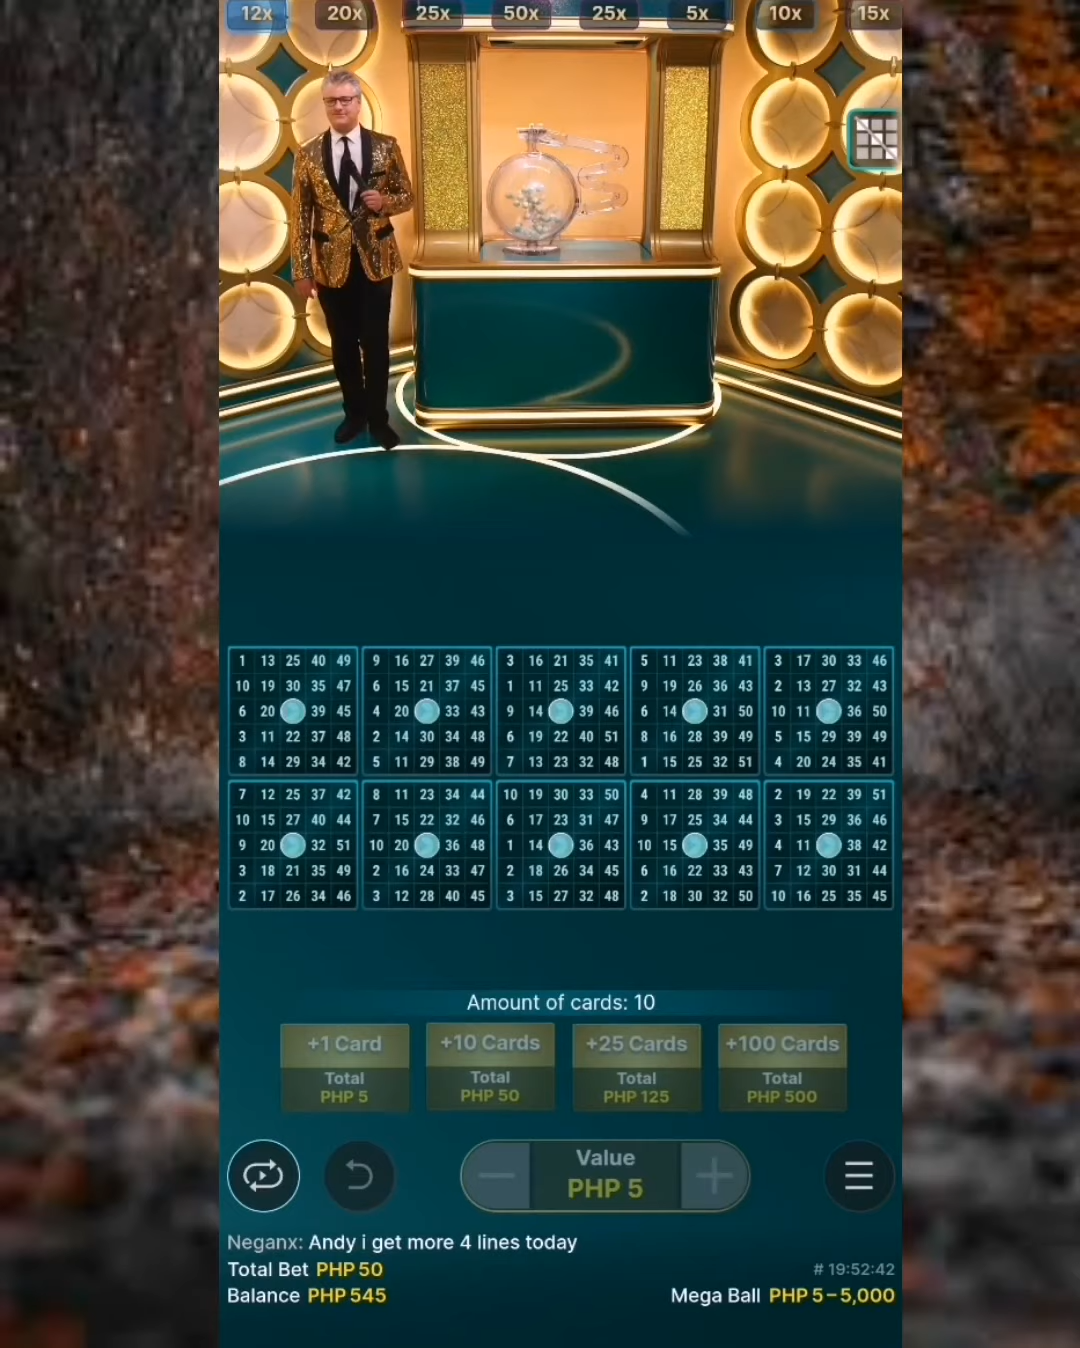 12x 20x 25x 50x 25x 5x 10x 15x
1 13 25 40 49
10 19 30 35 47
6 20 39 45
3 11 22 37 48
8 14 29 34 42
9 16 27 39 46
6 15 21 37 45
4 20 33 43
2 14 30 34 48
5 11 29 38 49
3 16 21 35 41
1 11 25 33 42
9 14 39 46
6 19 22 40 51
7 13 23 32 48
5 11 23 38 41
9 19 26 36 43
6 14 31 50
8 16 28 39 49
1 15 25 32 51
3 17 30 33 46
2 13 27 32 43
10 11 36 50
5 15 29 39 49
4 20 24 35 41
7 12 25 37 42
10 15 27 40 44
9 20 32 51
3 18 21 35 49
2 17 26 34 46
8 11 23 34 44
7 15 22 32 46
10 20 36 48
2 16 24 33 47
3 12 28 40 45
10 19 30 33 50
6 17 23 31 47
1 14 36 43
2 18 26 34 45
3 15 27 32 48
4 11 28 39 48
9 17 25 34 44
10 15 35 49
6 16 22 33 43
2 18 30 32 50
2 19 22 39 51
3 15 29 36 46
4 11 38 42
7 12 30 31 44
10 16 25 35 45
Amount of cards: 10
+1 Card
Total
PHP 5
+10 Cards
Total
PHP 50
+25 Cards
Total
PHP 125
+100 Cards
Total
PHP 500
Value
PHP 5
Neganx: Andy i get more 4 lines today
Total Bet PHP 50
# 19:52:42
Balance PHP 545
Mega Ball PHP 5–5,000